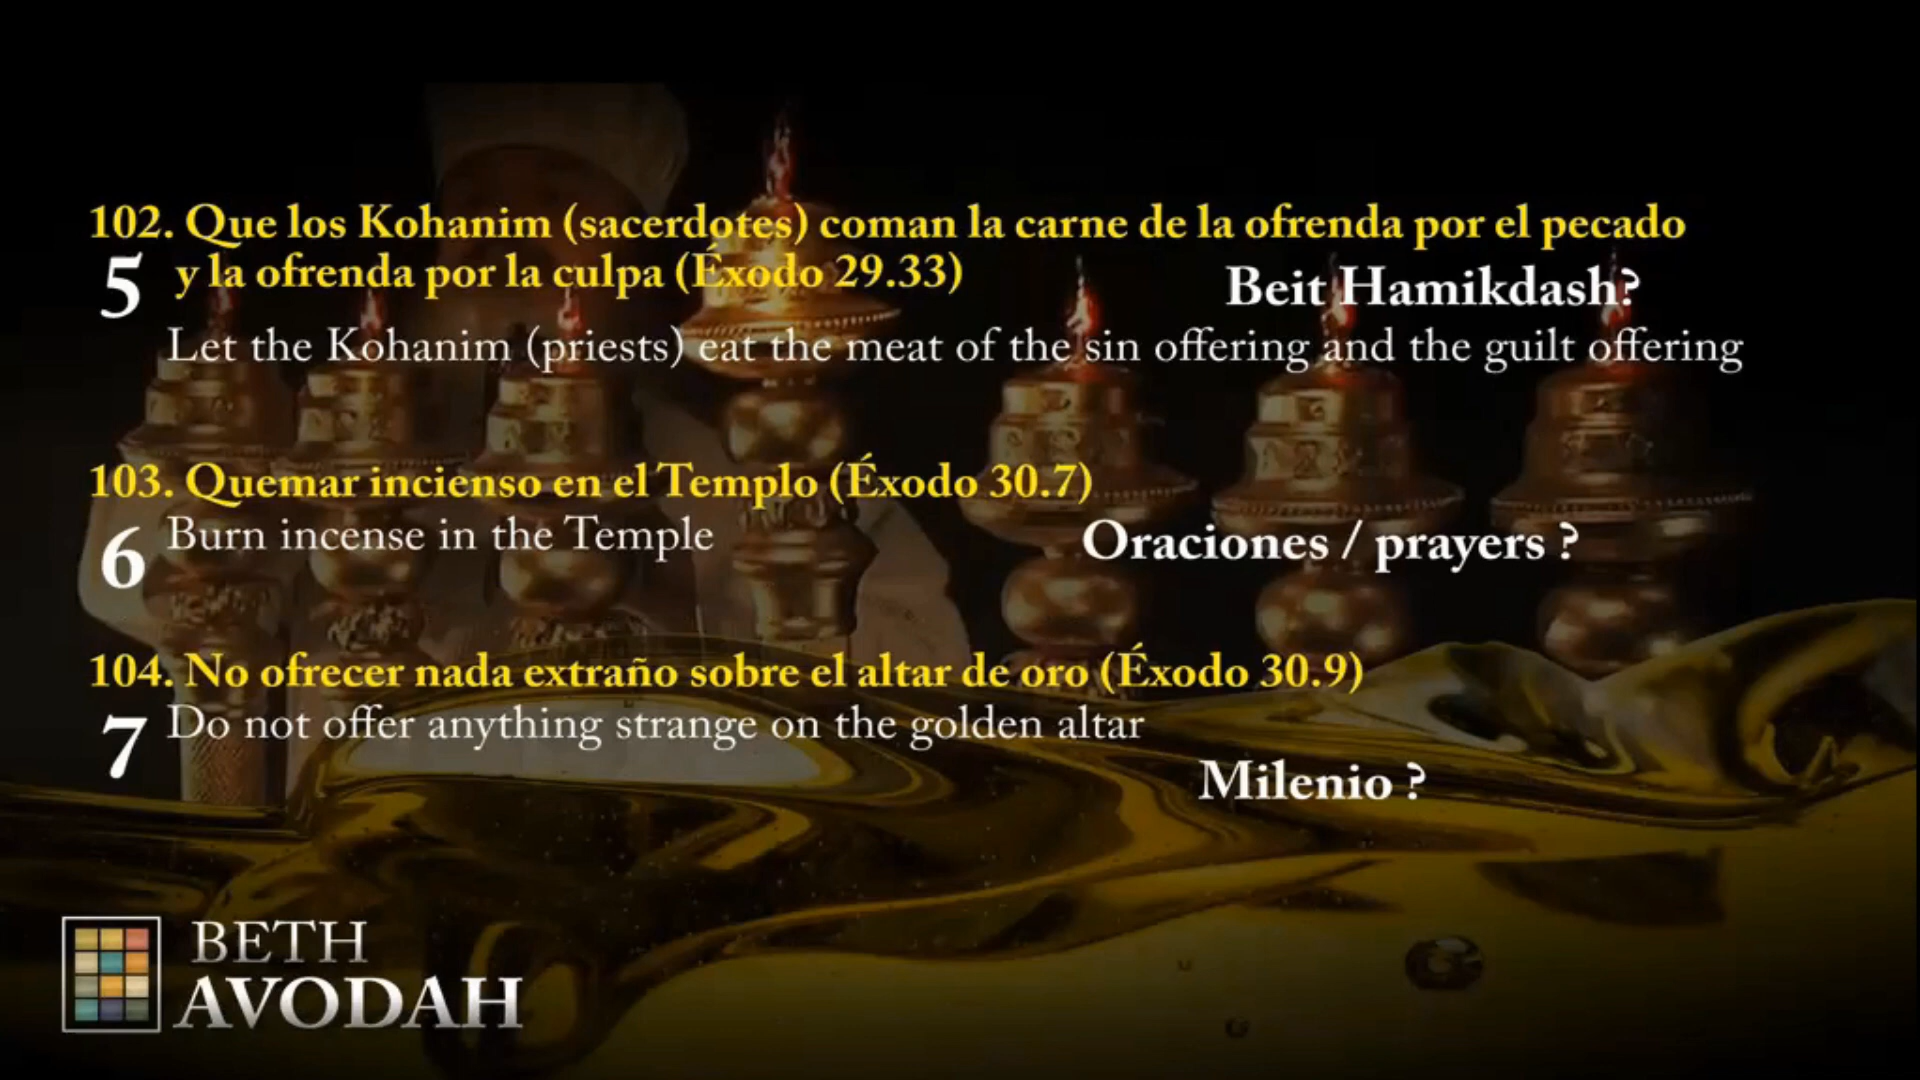 102. Que los Kohanim (sacerdotes) coman la carne de la ofrenda por el pecado
5 y la ofrenda por la culpa (Éxodo 29.33)
Beit Hamikdash?
Let the Kohanim (priests) eat the meat of the sin offering and the guilt offering
103. Quemar incienso en el Templo (Éxodo 30.7)
6 Burn incense in the Temple
Oraciones / prayers ?
104. No ofrecer nada extraño sobre el altar de oro (Éxodo 30.9)
7 Do not offer anything strange on the golden altar
Milenio ?
BETH
AVODAH